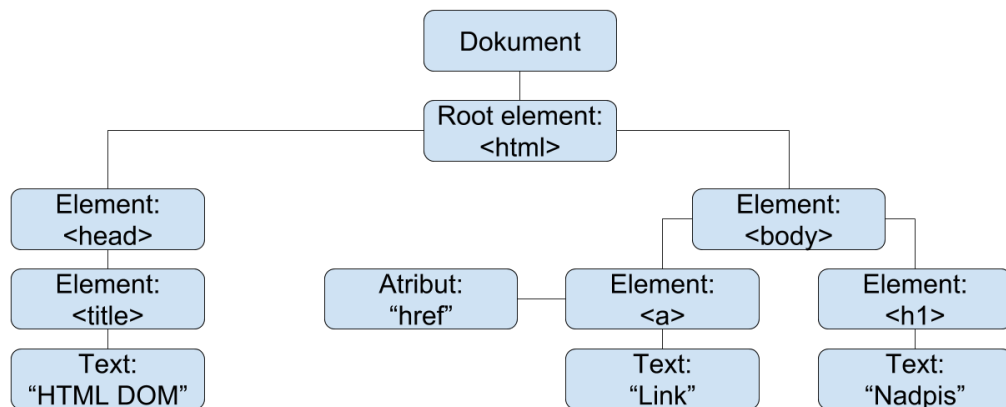 Dokument
Root element:
<html>
Element:
<head>
Element:
<body>
Element:
<title>
Atribut:
“href”
Element:
<a>
Element:
<h1>
Text:
“HTML DOM”
Text:
“Link”
Text:
“Nadpis”